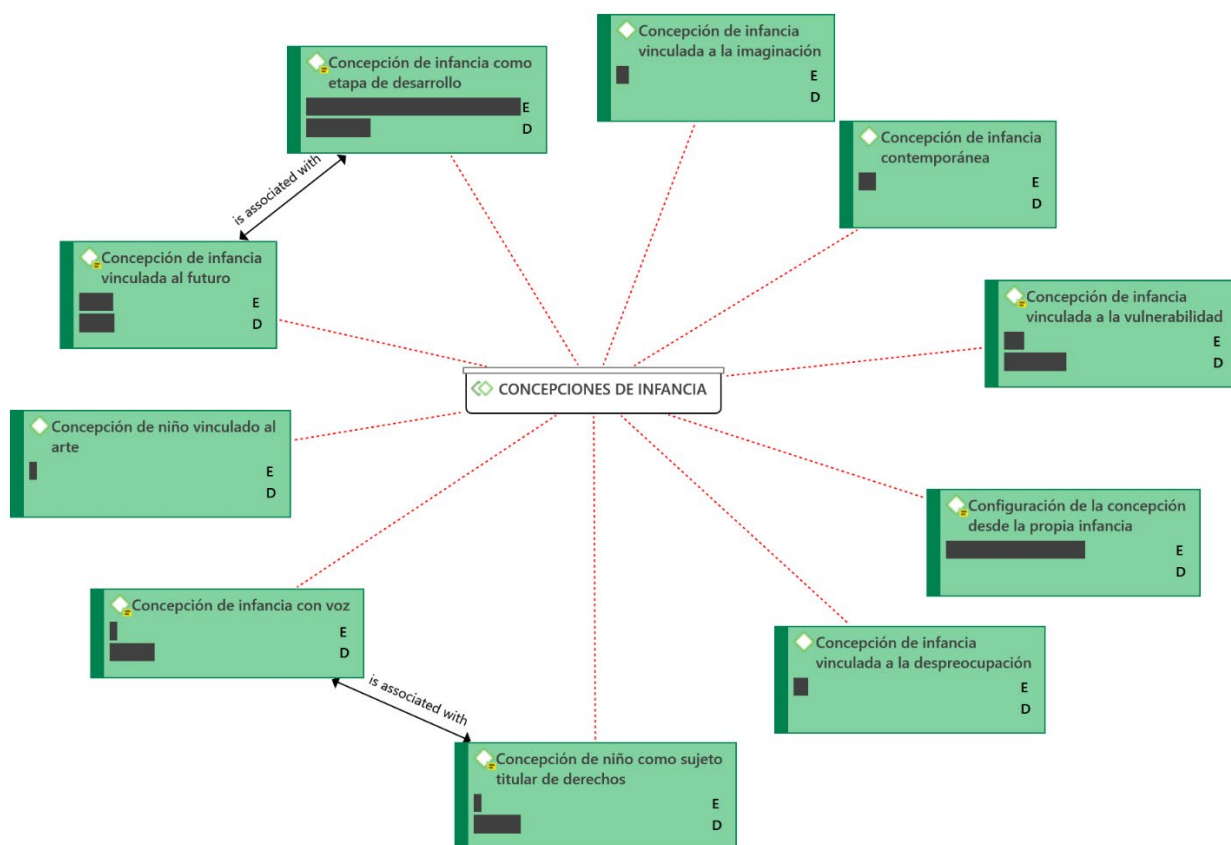 Concepción de infancia
vinculada a la imaginación
E
D
Concepción de infancia como
etapa de desarrollo
E
D
Concepción de infancia
contemporánea
E
D
is associated with
Concepción de infancia
vinculada al futuro
E
D
Concepción de infancia
vinculada a la vulnerabilidad
E
D
CONCEPCIONES DE INFANCIA
Concepción de niño vinculado al
arte
E
D
Configuración de la concepción
desde la propia infancia
E
D
Concepción de infancia con voz
E
D
Concepción de infancia
vinculada a la despreocupación
E
D
is associated with
Concepción de niño como sujeto
titular de derechos
E
D